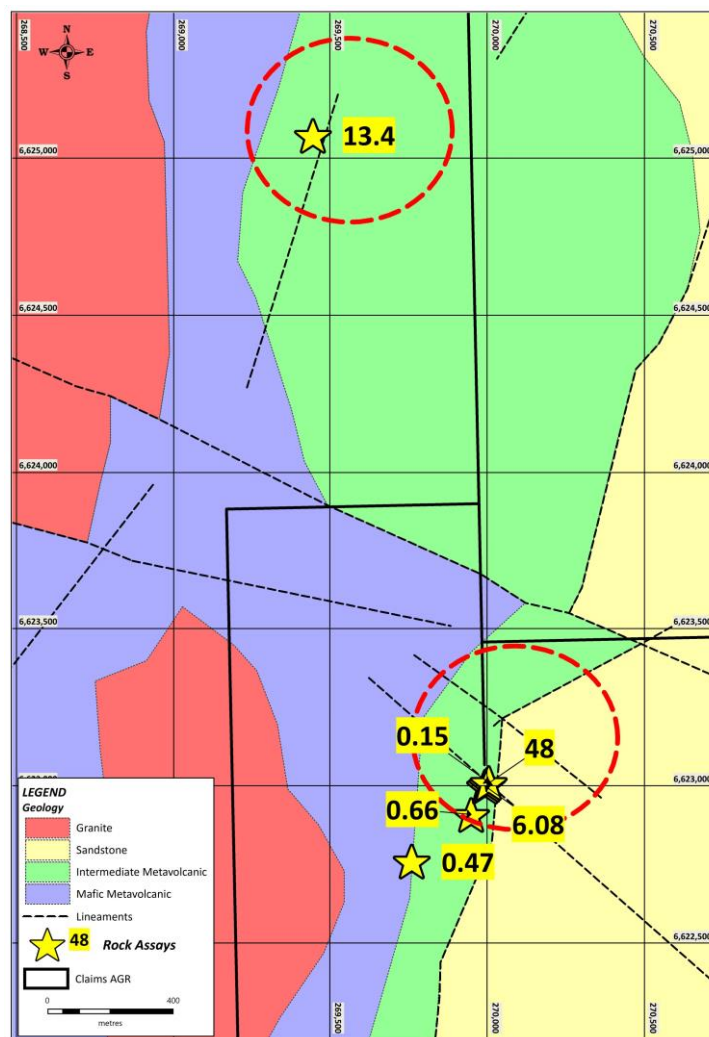 268,500
269,000
269,500
270,000
270,500
N
W E
S
13.4
6,625,000
6,625,000
6,624,500
6,624,500
6,624,000
6,624,000
6,623,500
6,623,500
0.15
48
6,623,000
6,623,000
0.66
6.08
0.47
6,622,500
269,500
270,000
270,500
LEGEND
Geology
Granite
Sandstone
Intermediate Metavolcanic
Mafic Metavolcanic
Lineaments
48 Rock Assays
Claims AGR
0 400
metres